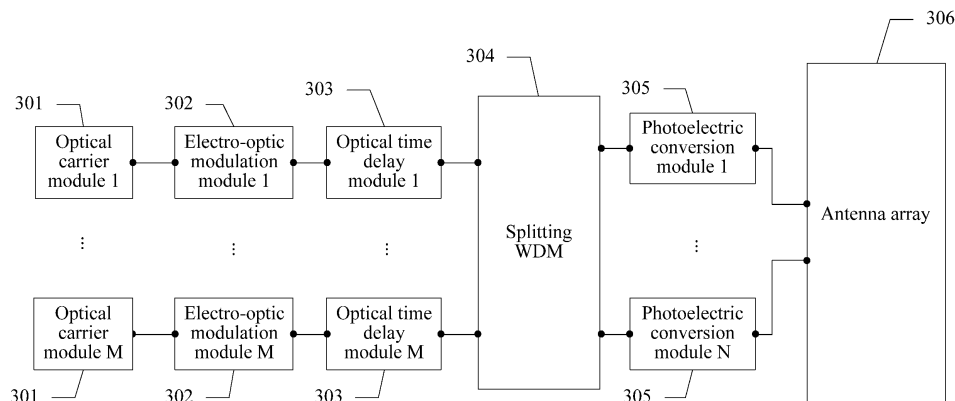 306
304
305
303
302
301
Optical
carrier
module 1
Electro-optic
modulation
module 1
Optical time
delay
module 1
Photoelectric
conversion
module 1
Splitting
WDM
Antenna array
...
...
...
...
Optical
carrier
module M
Electro-optic
modulation
module M
Optical time
delay
module M
Photoelectric
conversion
module N
301
302
303
305